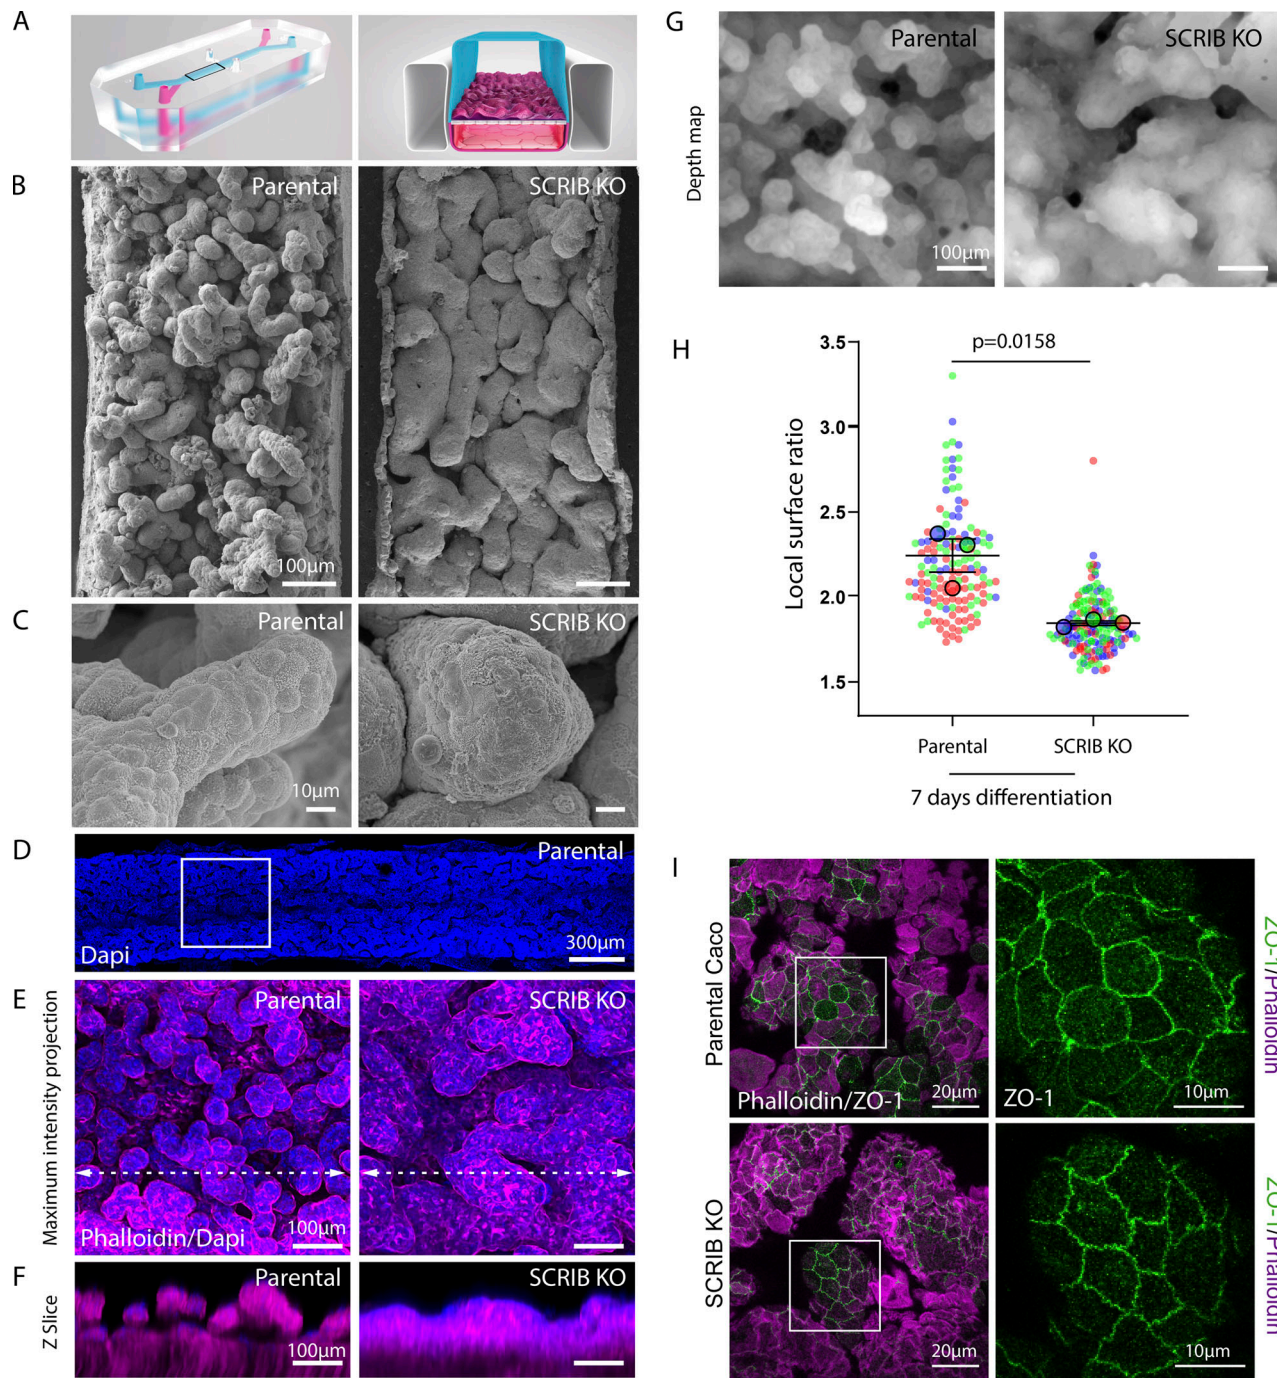 A
B
Parental
SCRIB KO
100µm
C
Parental
SCRIB KO
10µm
D
Parental
Dapi
300µm
E
Maximum intensity projection
Parental
SCRIB KO
Phalloidin/Dapi
100µm
F
Z Slice
Parental
SCRIB KO
100µm
G
Depth map
Parental
SCRIB KO
100µm
H
p=0.0158
Local surface ratio
3.5
3.0
2.5
2.0
1.5
Parental
SCRIB KO
7 days differentiation
I
Parental Caco
Phalloidin/ZO-1
20µm
ZO-1
10µm
ZO-1/Phalloidin
SCRIB KO
20µm
10µm
ZO-1/Phalloidin